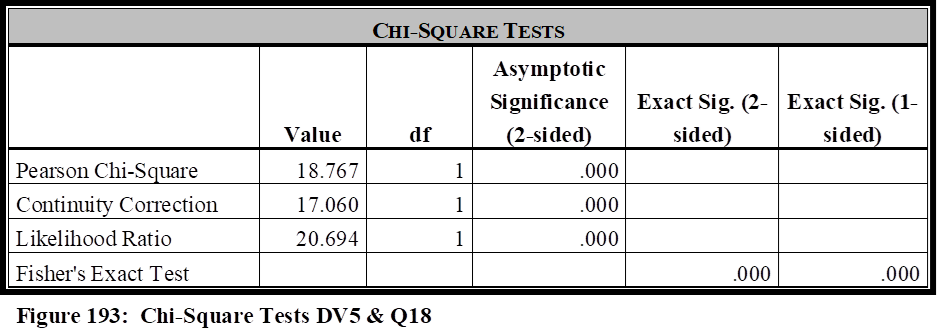 CHI-SQUARE TESTS
Value df Asymptotic Significance (2-sided) Exact Sig. (2-sided) Exact Sig. (1-sided)
Pearson Chi-Square 18.767 1 .000
Continuity Correction 17.060 1 .000
Likelihood Ratio 20.694 1 .000
Fisher's Exact Test .000 .000
Figure 193: Chi-Square Tests DV5 & Q18